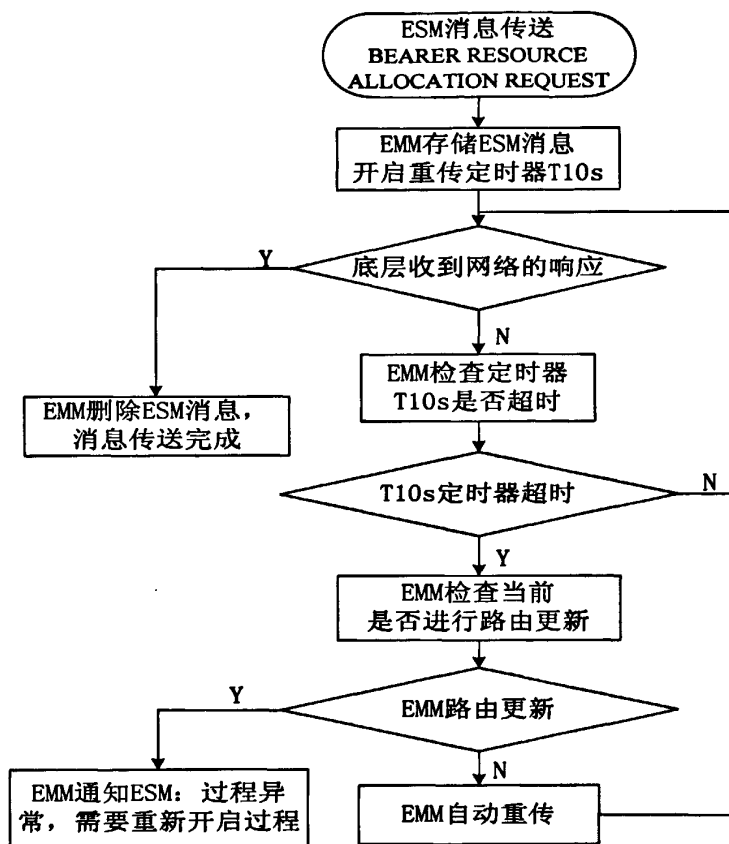 ESM消息传送
BEARER RESOURCE
ALLOCATION REQUEST
EMM存储ESM消息
开启重传定时器T10s
Y
底层收到网络的响应
N
EMM删除ESM消息,
消息传送完成
EMM检查定时器
T10s是否超时
T10s定时器超时
N
Y
EMM检查当前
是否进行路由更新
Y
EMM路由更新
N
EMM通知ESM: 过程异
常, 需要重新开启过程
EMM自动重传